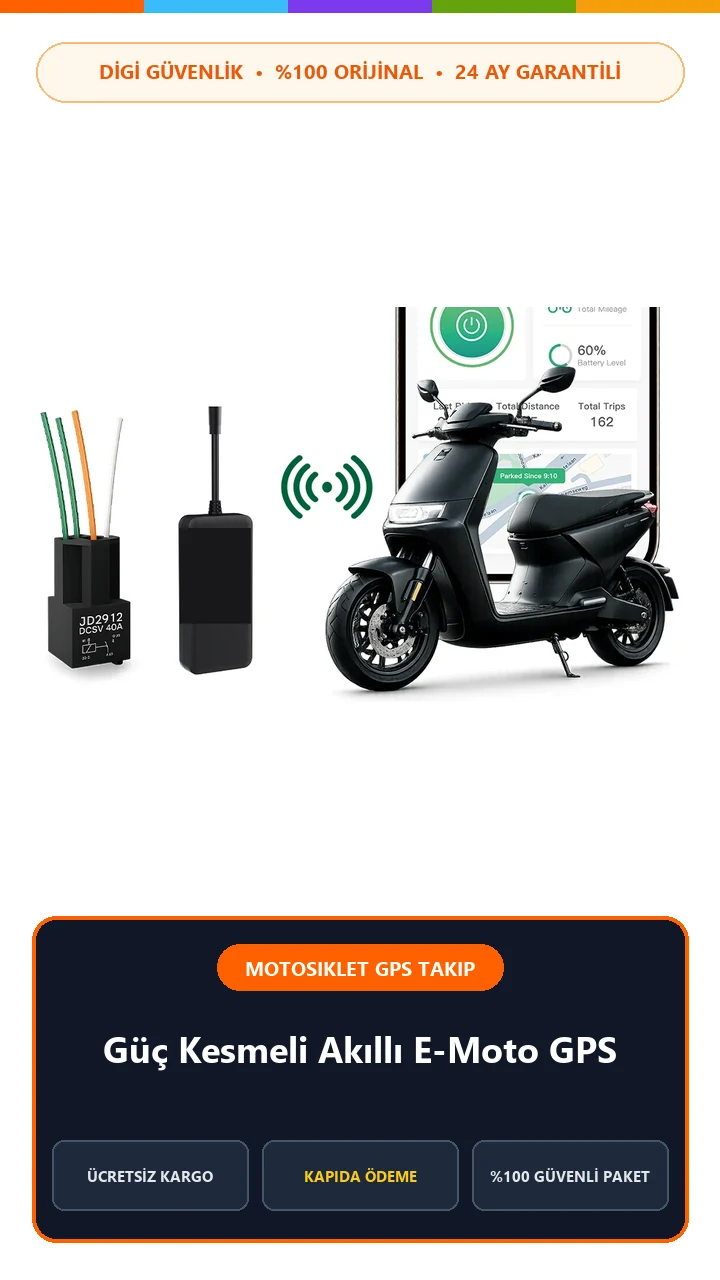 DİGİ GÜVENLİK • %100 ORİJİNAL • 24 AY GARANTİLİ
Total Mileage
60%
Battery Level
Total Distance
Total Trips
162
Parked Since 9:10
JD2912
DCSV 40A
MOTOSIKLET GPS TAKIP
Güç Kesmeli Akıllı E-Moto GPS
ÜCRETSİZ KARGO
KAPIDA ÖDEME
%100 GÜVENLİ PAKET